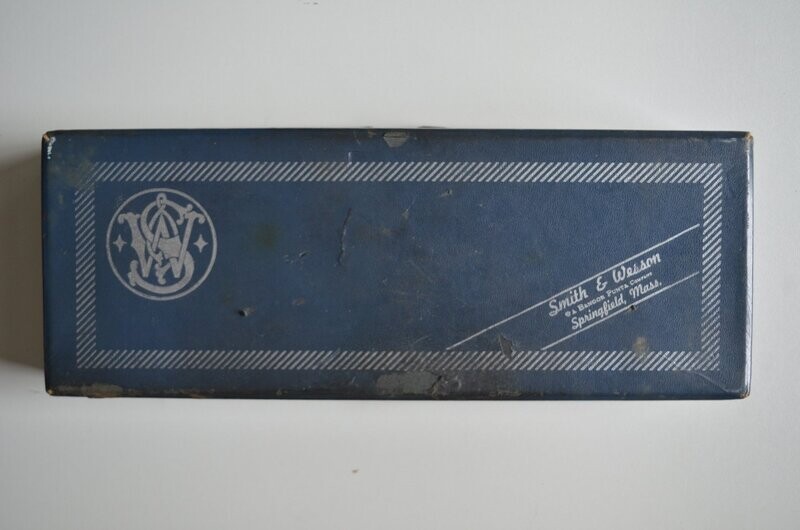 S&W
Smith & Wesson
A BANGOR PUNTA COMPANY
Springfield, Mass.